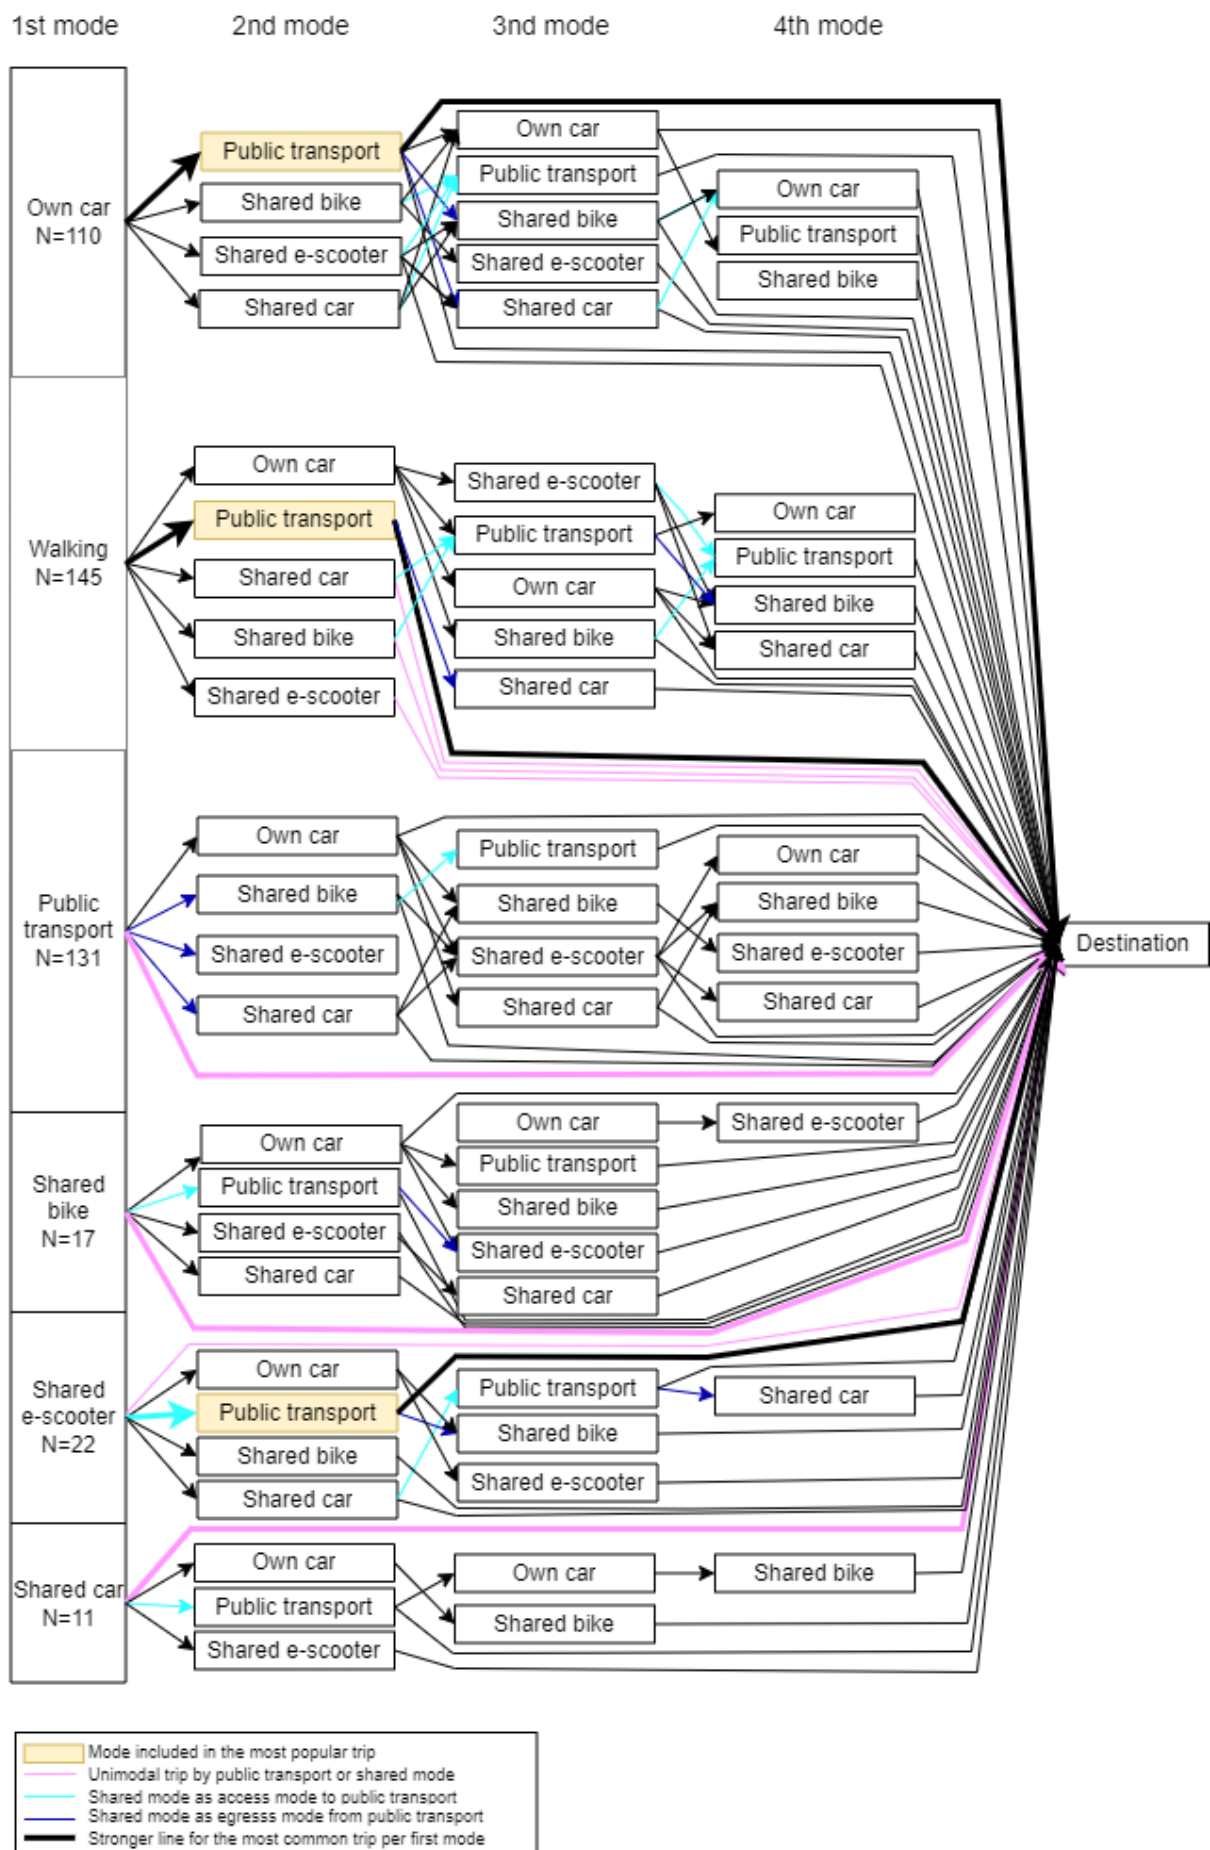 1st mode 2nd mode 3rd mode 4th mode
Own car
N=110
Public transport
Shared bike
Shared e-scooter
Shared car
Own car
Public transport
Shared bike
Shared e-scooter
Shared car
Own car
Public transport
Shared bike
Walking
N=145
Own car
Public transport
Shared car
Shared bike
Shared e-scooter
Shared e-scooter
Public transport
Own car
Shared bike
Shared car
Own car
Public transport
Shared bike
Shared car
Public
transport
N=131
Own car
Shared bike
Shared e-scooter
Shared car
Public transport
Shared bike
Shared e-scooter
Shared car
Own car
Shared bike
Shared e-scooter
Shared car
Destination
Shared
bike
N=17
Own car
Public transport
Shared e-scooter
Shared car
Own car
Public transport
Shared bike
Shared e-scooter
Shared car
Shared e-scooter
Shared
e-scooter
N=22
Own car
Public transport
Shared bike
Shared car
Public transport
Shared bike
Shared e-scooter
Shared car
Shared car
N=11
Own car
Public transport
Shared e-scooter
Own car
Shared bike
Shared bike
Mode included in the most popular trip
Unimodal trip by public transport or shared mode
Shared mode as access mode to public transport
Shared mode as egresss mode from public transport
Stronger line for the most common trip per first mode